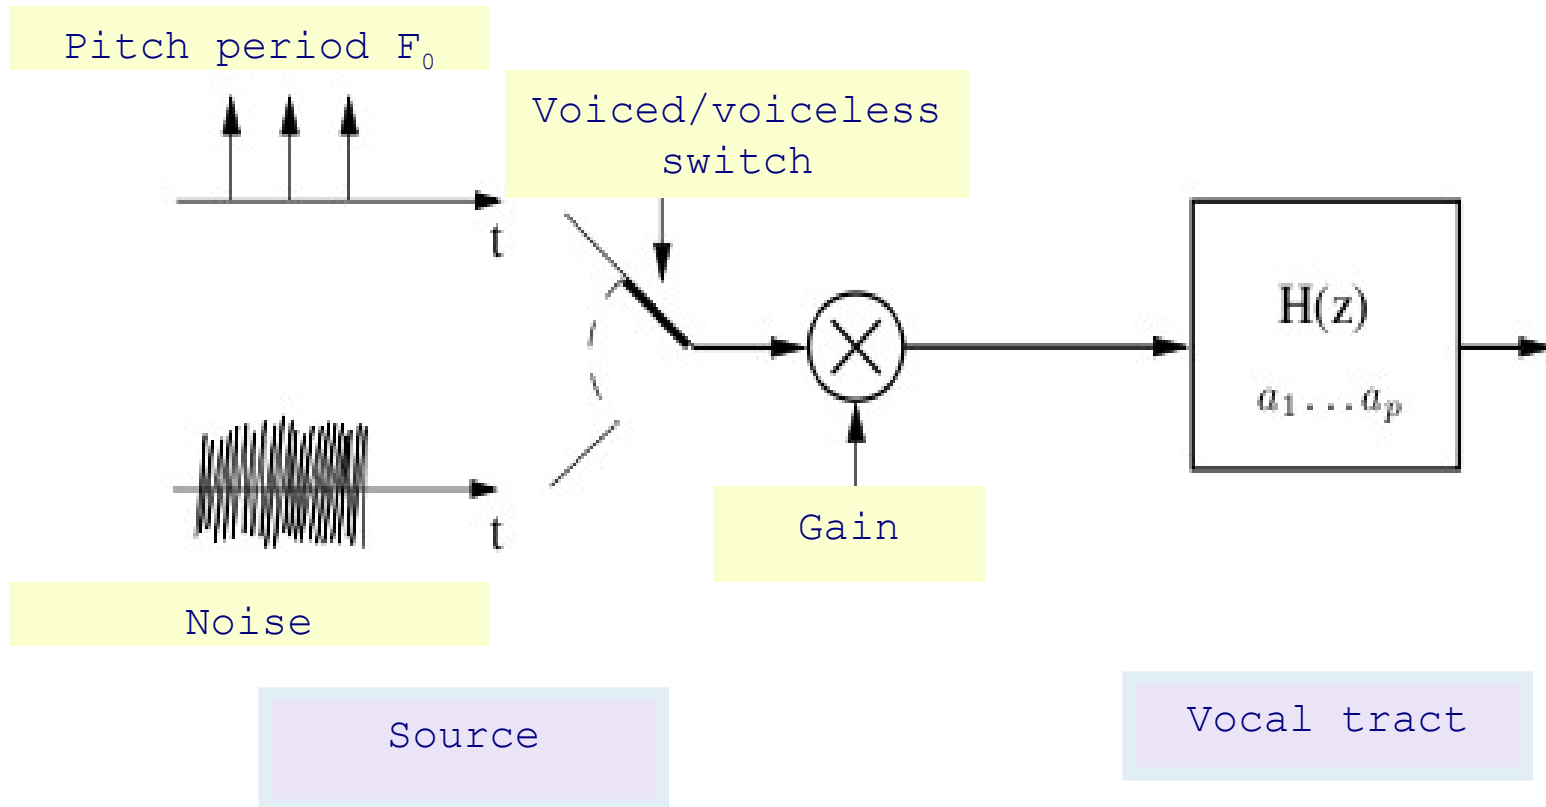 Pitch period F₀
Voiced/voiceless
switch
t
H(z)
a₁...aₚ
t
Gain
Noise
Source
Vocal tract